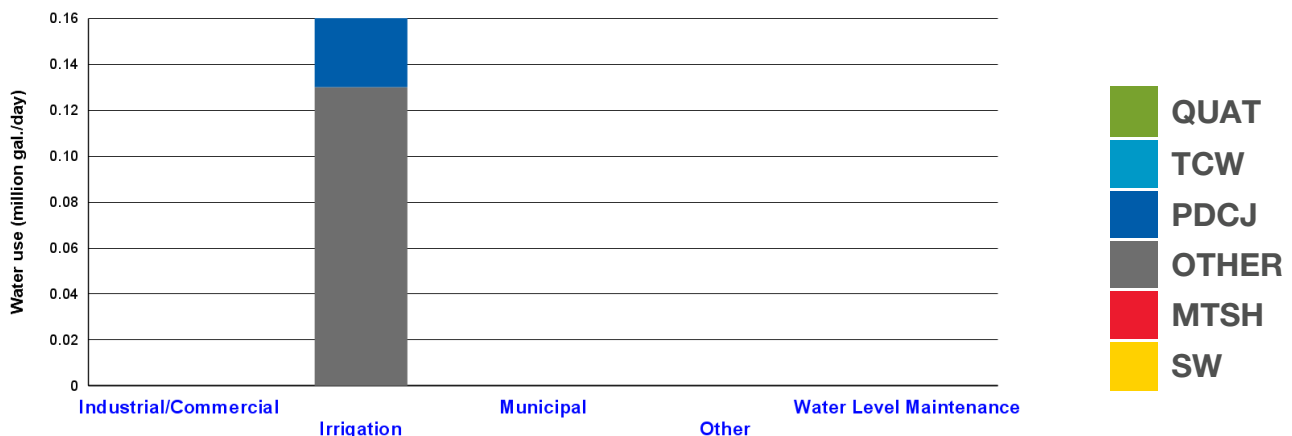 Water use (million gal./day)
0.16
0.14
0.12
0.10
0.08
0.06
0.04
0.02
0
Industrial/Commercial
Irrigation
Municipal
Other
Water Level Maintenance
QUAT
TCW
PDCJ
OTHER
MTSH
SW